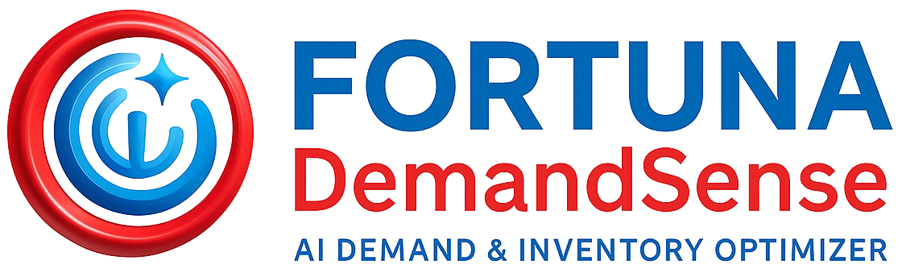 FORTUNA
DemandSense
AI DEMAND & INVENTORY OPTIMIZER